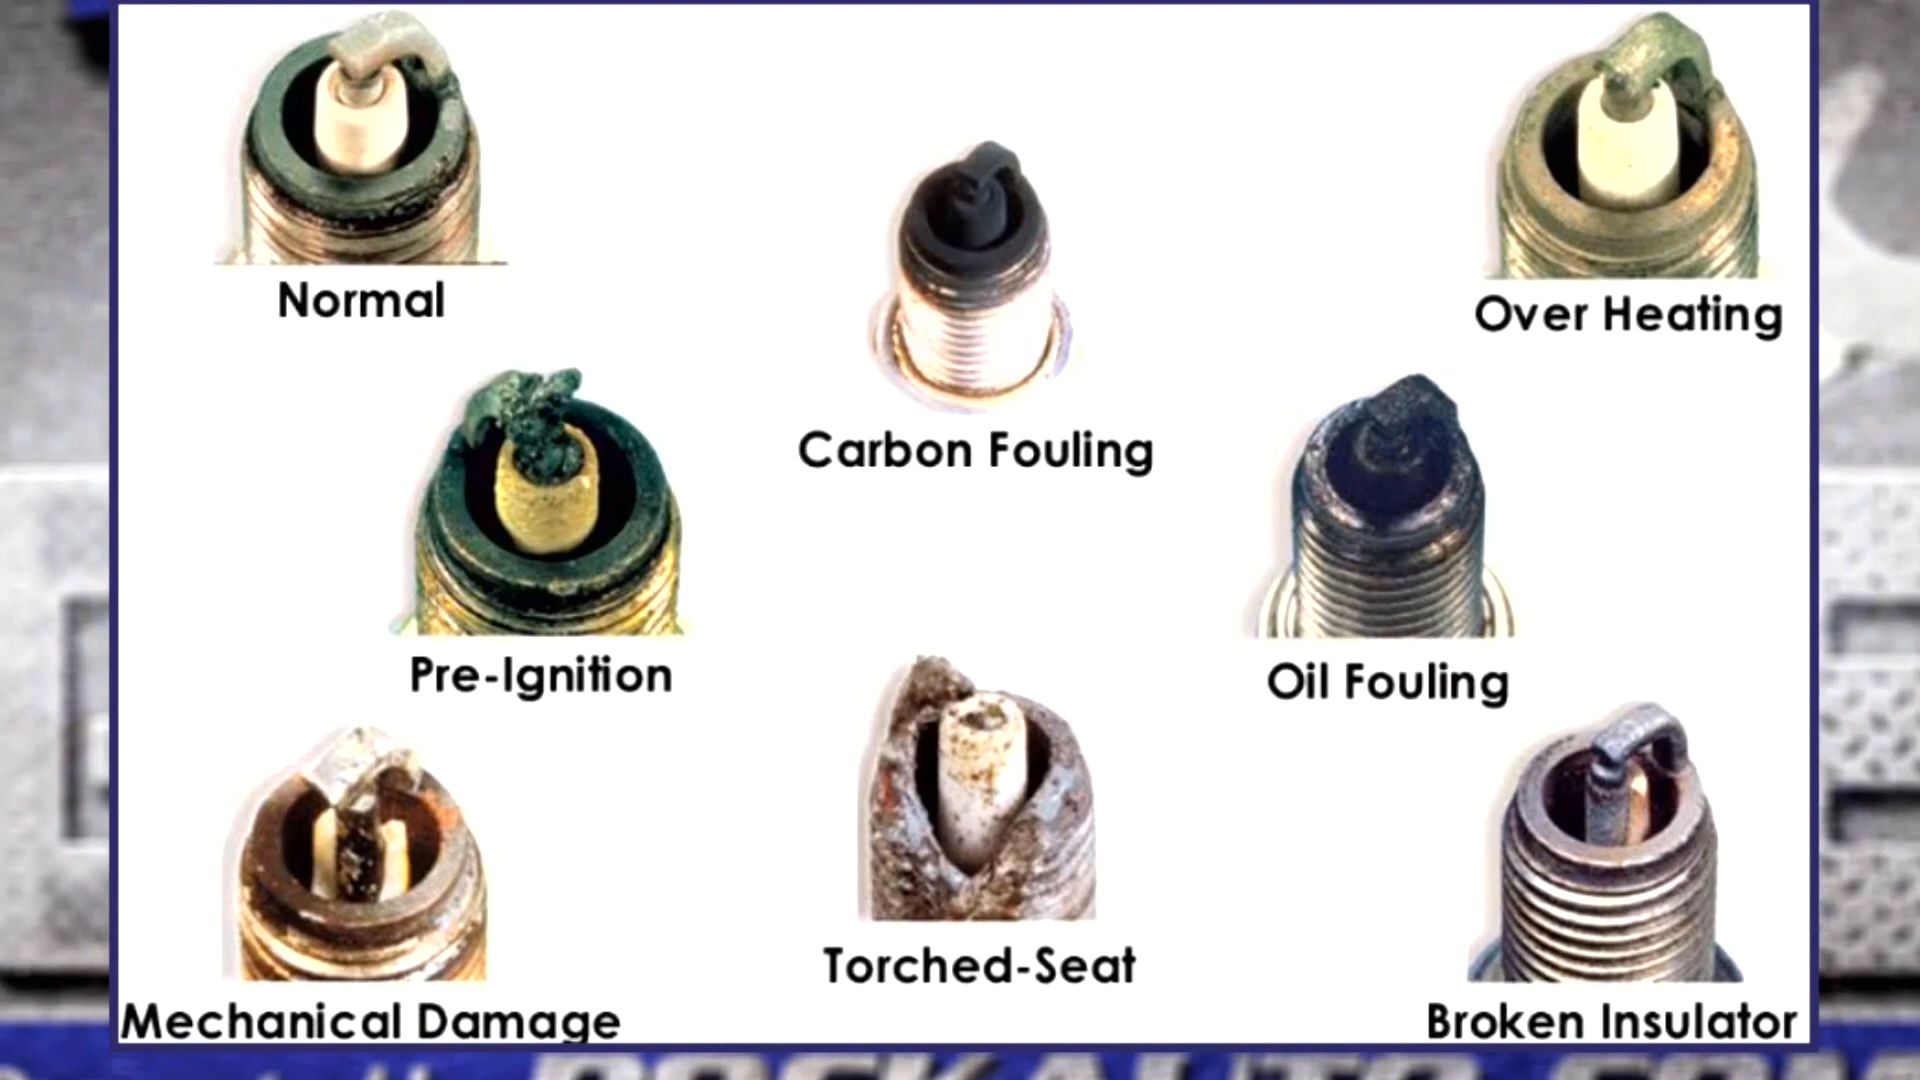 Normal
Over Heating
Carbon Fouling
Pre-Ignition
Oil Fouling
Torched-Seat
Mechanical Damage
Broken Insulator